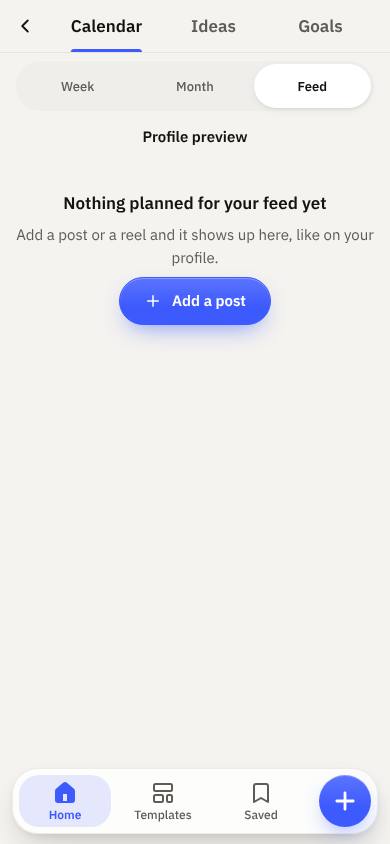 Calendar Ideas Goals
Week Month Feed
Profile preview
Nothing planned for your feed yet
Add a post or a reel and it shows up here, like on your
profile.
Add a post
Home Templates Saved